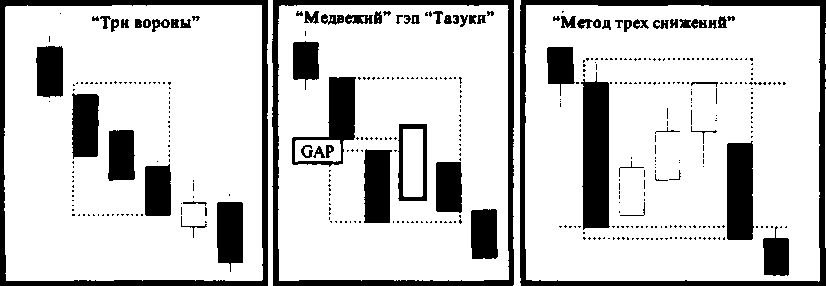 “Три вороны”
“Медвежий” гэп “Тазуки”
“Метод трех снижений”
GAP